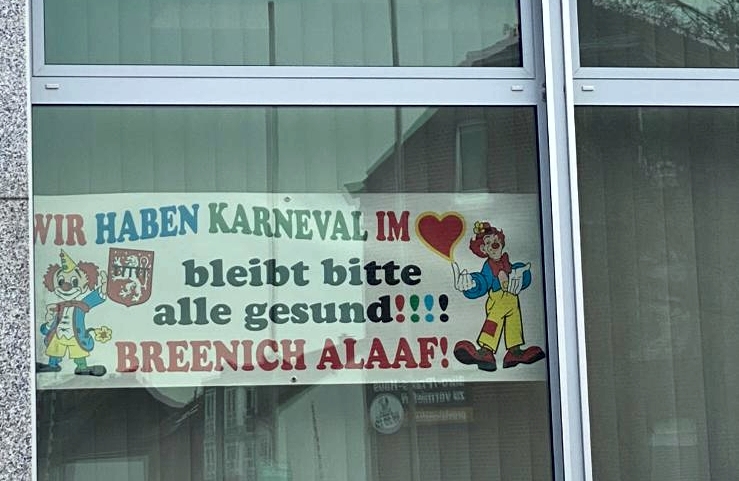 WIR HABEN KARNEVAL IM
bleibt bitte
alle gesund!!!!
BREENICH ALAAF!